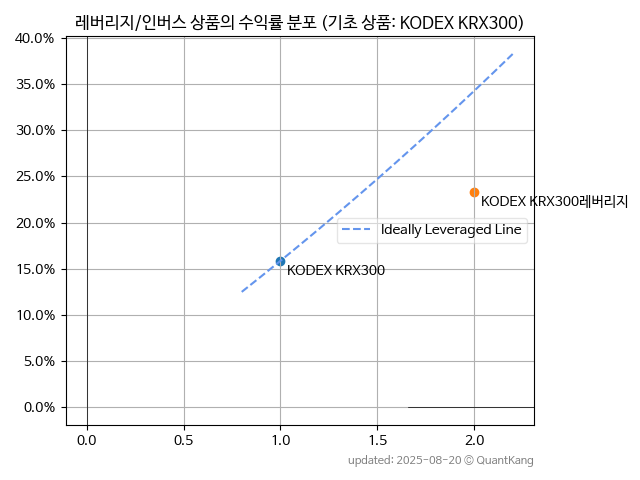 레버리지/인버스 상품의 수익률 분포 (기초 상품: KODEX KRX300)
40.0%
35.0%
30.0%
25.0%
20.0%
15.0%
10.0%
5.0%
0.0%
KODEX KRX300레버리지
Ideally Leveraged Line
KODEX KRX300
0.0 0.5 1.0 1.5 2.0
updated: 2025-08-20 © QuantKang